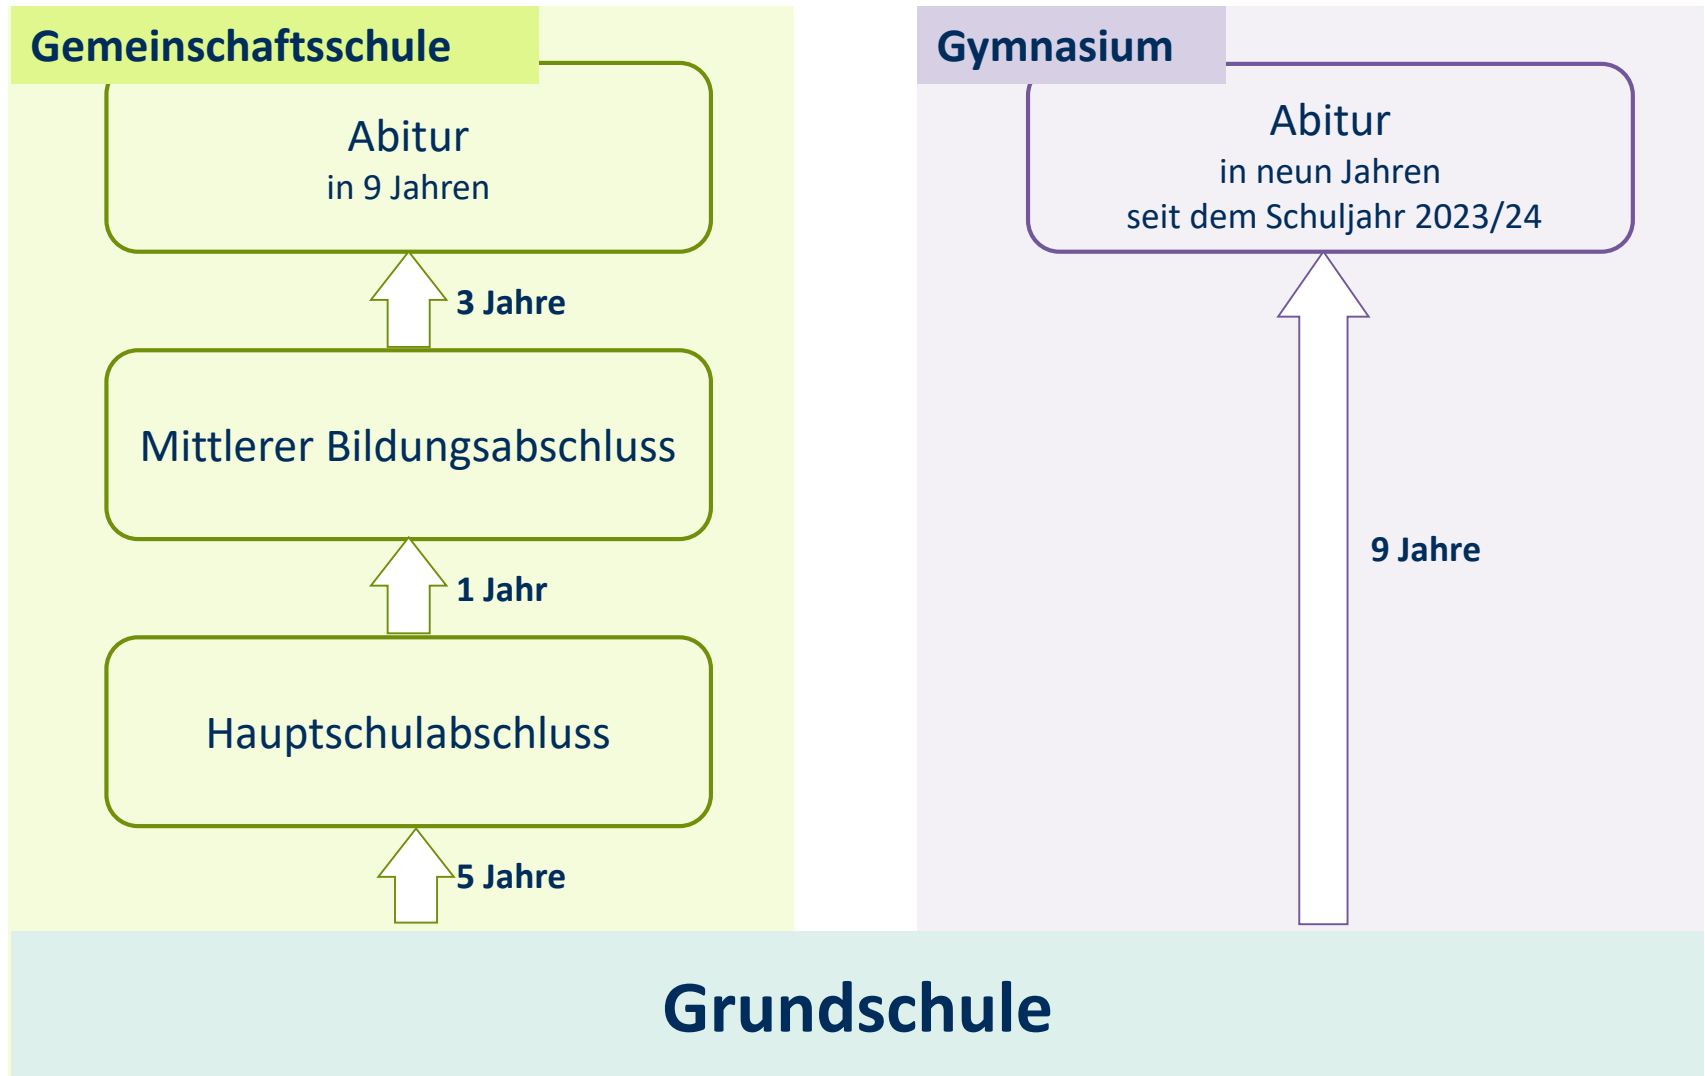 Gemeinschaftsschule
Abitur
in 9 Jahren
3 Jahre
Mittlerer Bildungsabschluss
1 Jahr
Hauptschulabschluss
5 Jahre
Gymnasium
Abitur
in neun Jahren
seit dem Schuljahr 2023/24
9 Jahre
Grundschule